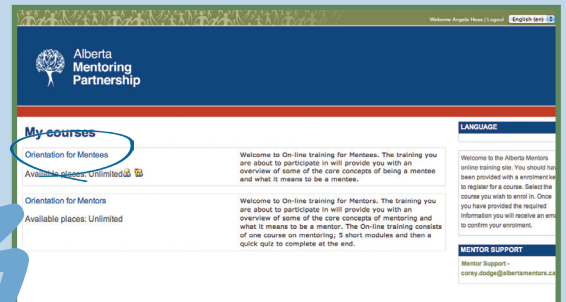 Welcome Angela Haas | Logout English (en)
Alberta
Mentoring
Partnership
My courses
Orientation for Mentees
Available places: Unlimited
Welcome to On-line training for Mentees. The training you
are about to participate in will provide you with an
overview of some of the core concepts of being a mentee
and what it means to be a mentee.
Orientation for Mentors
Available places: Unlimited
Welcome to On-line training for Mentors. The training you
are about to participate in will provide you with an
overview of some of the core concepts of mentoring and
what it means to be a mentor. The On-line training consists
of one course on mentoring; 5 short modules and then a
quick quiz to complete at the end.
LANGUAGE
Welcome to the Alberta Mentors
online training site. You should hav
been provided with a enrolment ke
to register for a course. Select the
course you wish to enrol in. Once
you have provided the required
information you will receive an ema
to confirm your enrolment.
MENTOR SUPPORT
Mentor Support -
corey.dodge@albertamentors.ca